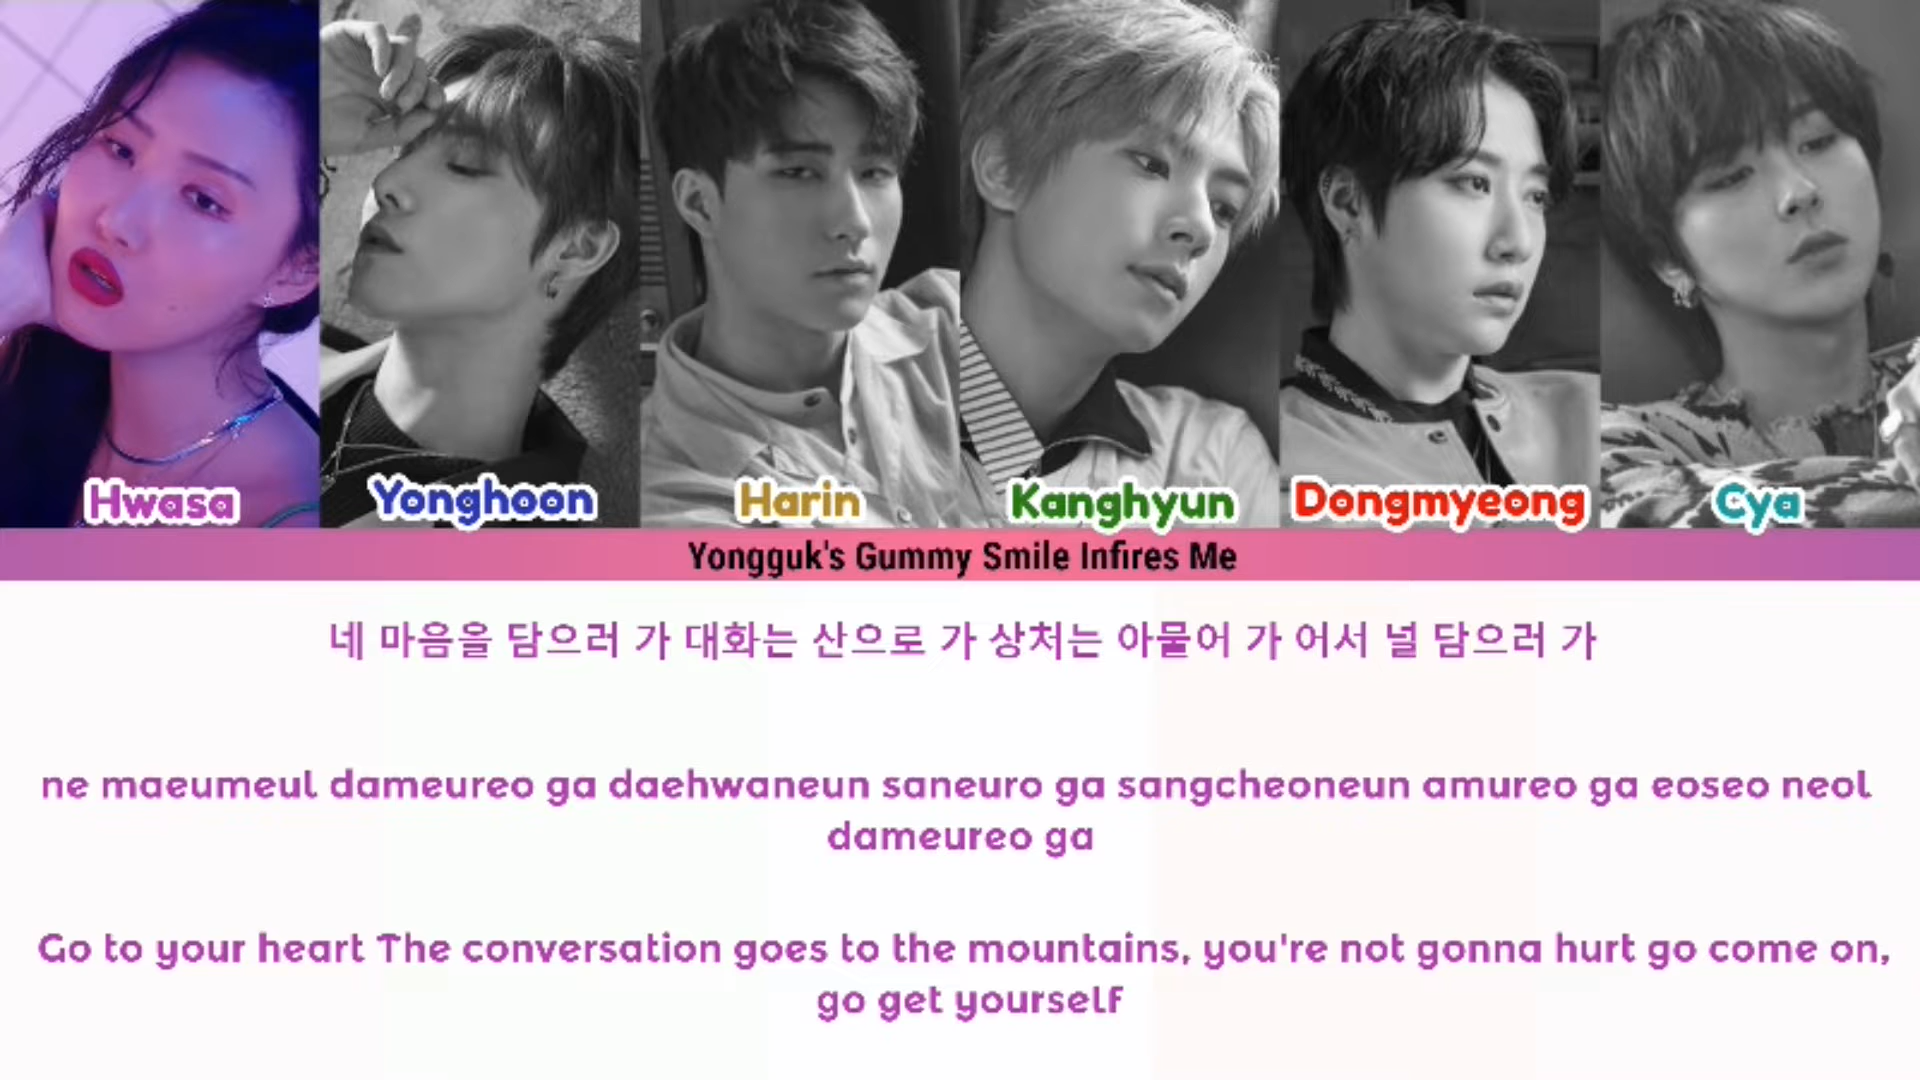 Hwasa
Yonghoon
Harin
Kanghyun
Dongmyeong
Cya
Yongguk's Gummy Smile Infires Me
네 마음을 담으러 가 대화는 산으로 가 상처는 아물어 가 어서 널 담으러 가
ne maeumeul dameureo ga daehwaneun saneuro ga sangcheoneun amureo ga eoseo neol
dameureo ga
Go to your heart The conversation goes to the mountains, you're not gonna hurt go come on,
go get yourself